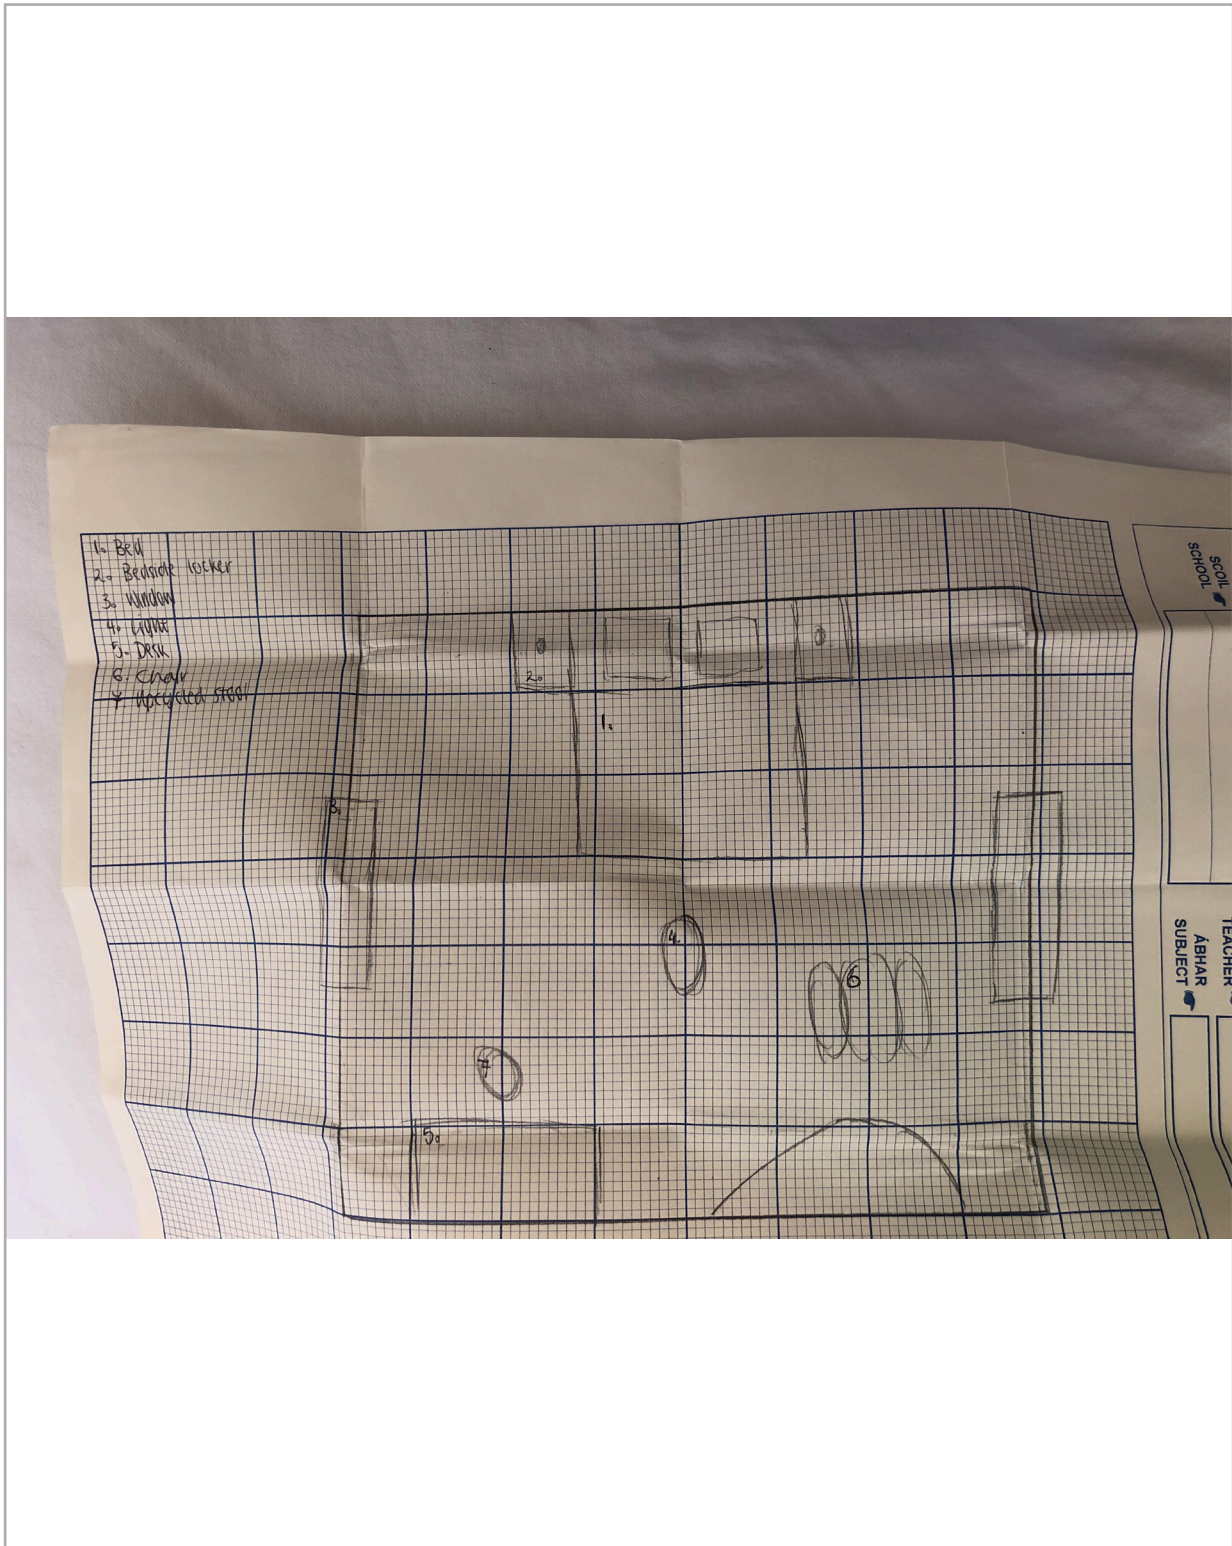 1. Bed
2. Bedside locker
3. Window
4. Light
5. Desk
6 Chair
7 upcycled stool
2.
1.
3.
4
6
7
5.
SCOIL
SCHOOL
TEACHER
ÁBHAR
SUBJECT